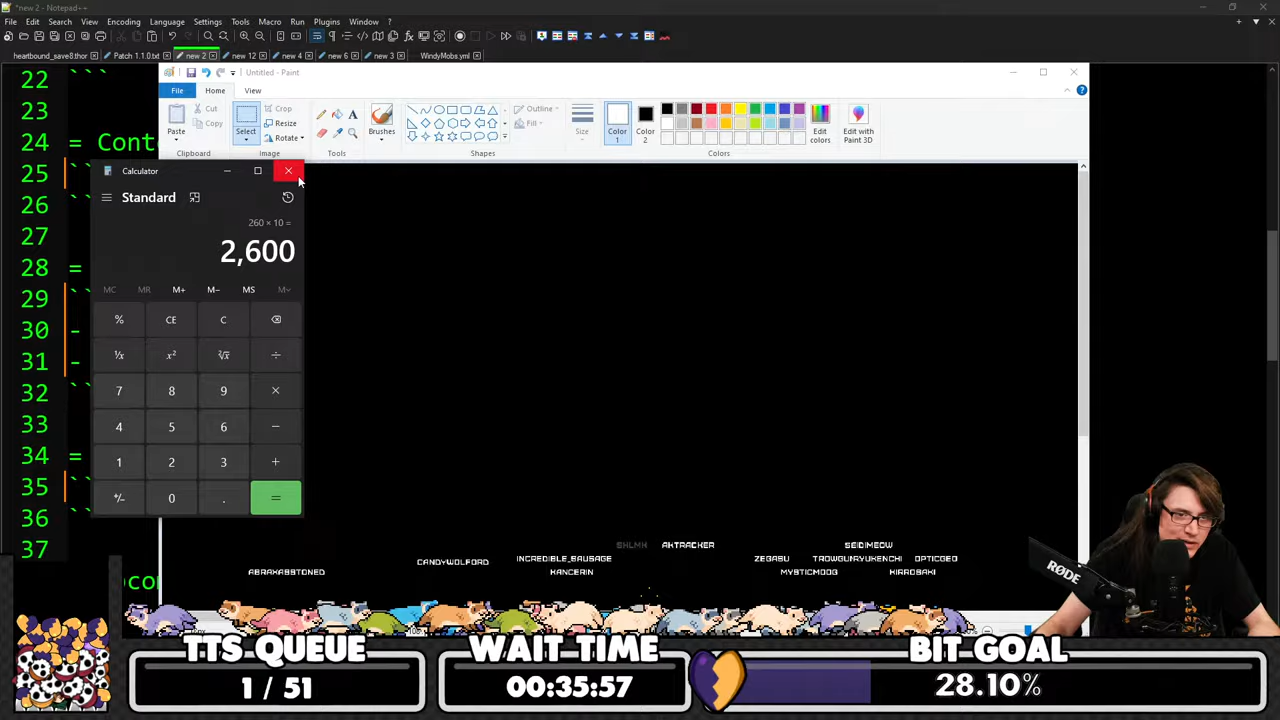 *new 2 - Notepad++
File Edit Search View Encoding Language Settings Tools Macro Run Plugins Window ?
heartbound_save8.thor Patch 1.1.0.txt new 2 new 12 new 4 new 6 new 3 WindyMobs.yml
Untitled - Paint
File Home View
Paste Cut Copy Select Crop Resize Rotate Brushes Outline Fill Size Color 1 Color 2 Edit colors Edit with Paint 3D
Clipboard Image Tools Shapes Colors
22 ```
23
24 = Cont
25 ``
26 ``
27
28 =
29 ``
30 -
31 -
32 ``
33
34 =
35 ``
36 ``
37
Calculator
Standard
260 × 10 =
2,600
MC MR M+ M− MS M˅
% CE C
¹/x x² ²√x ÷
7 8 9 ×
4 5 6 −
1 2 3 +
+/− 0 . =
SHLMH AKTRACKER SEIDIMEOW
CANDYWOLFORD INCREDIBLE_SAUSAGE ZEGASU TROWGURYUKENCHI OPTICGEO
ABRAXASSTONED KANCERIN MYSTICMOOG KIRROBAKI
RØDE
TTS QUEUE WAIT TIME BIT GOAL
1 / 51 00:35:57 28.10%